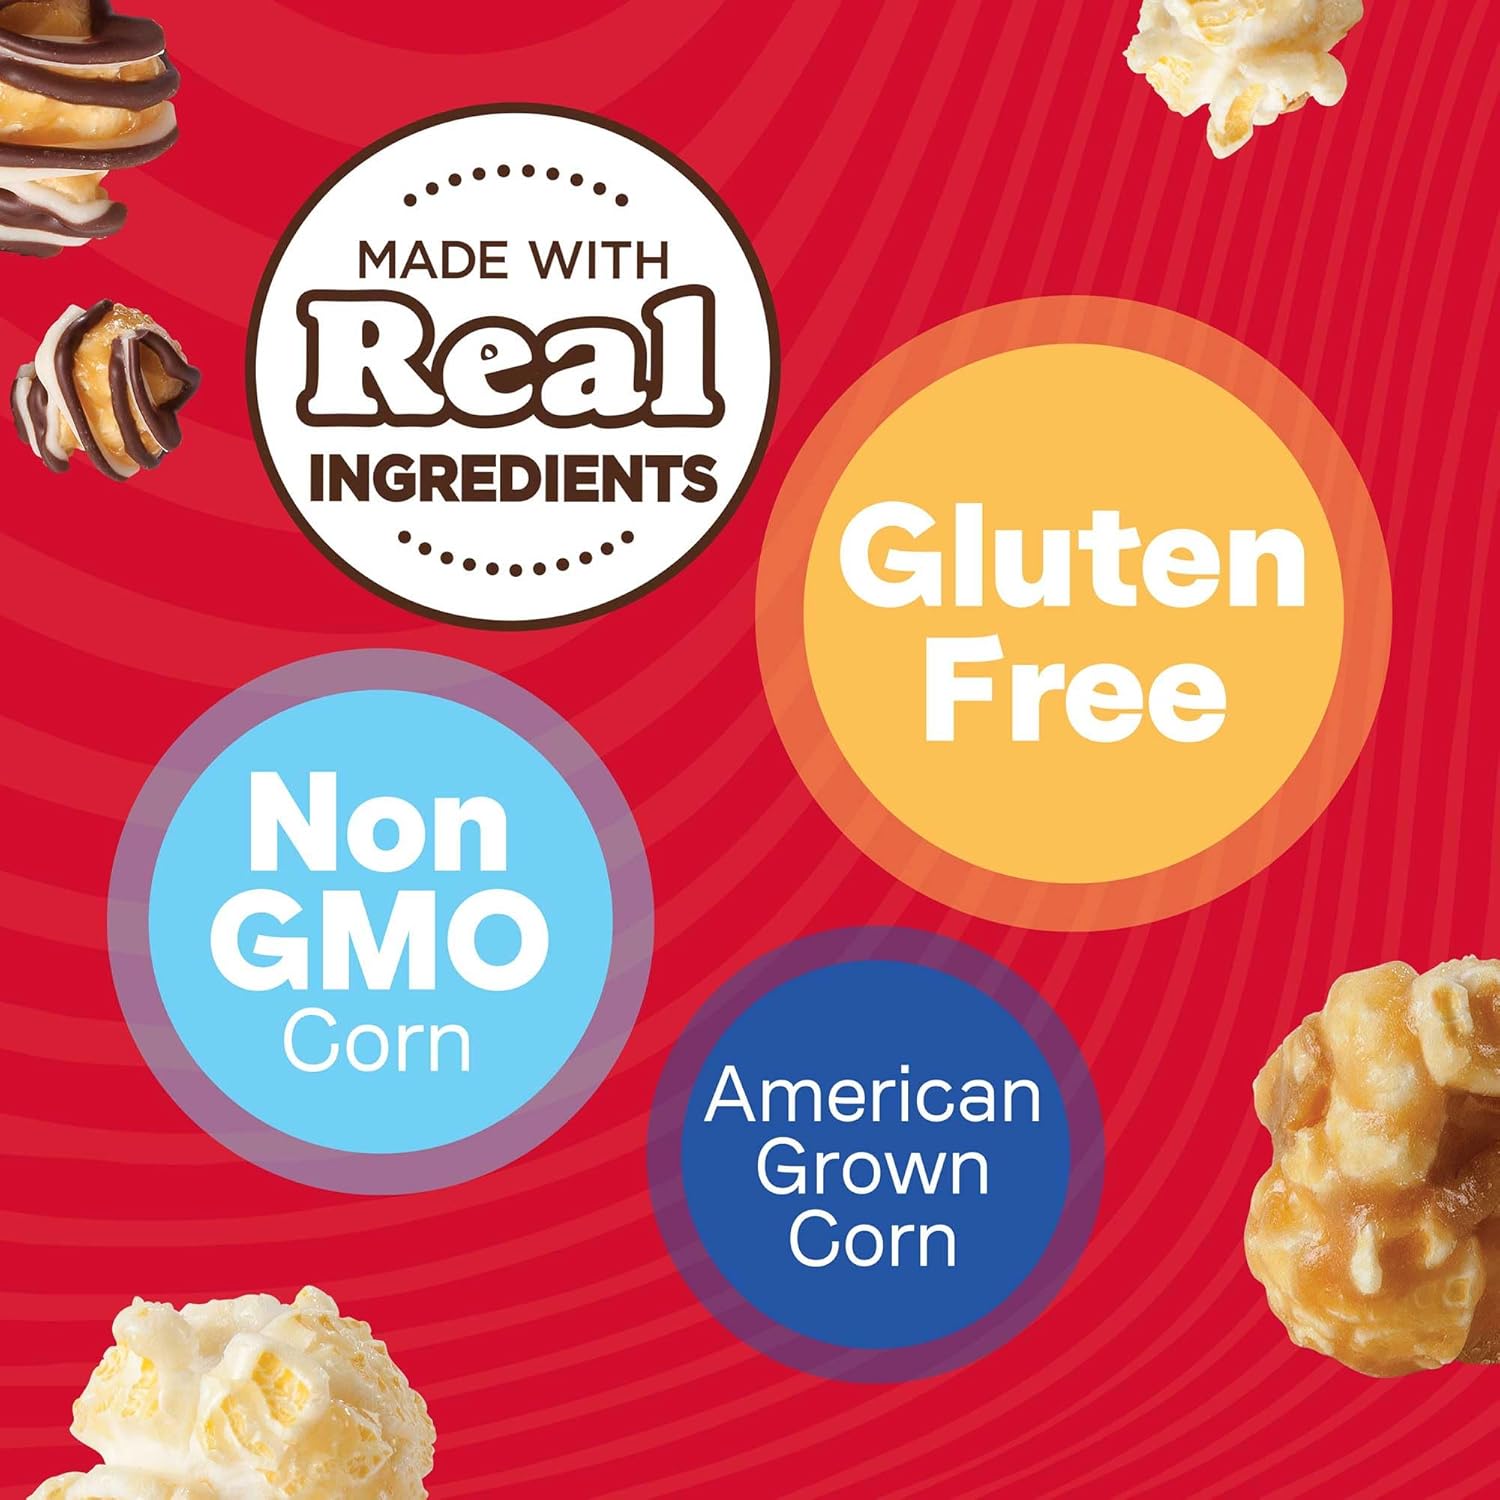 MADE WITH
Real
INGREDIENTS
Gluten
Free
Non
GMO
Corn
American
Grown
Corn